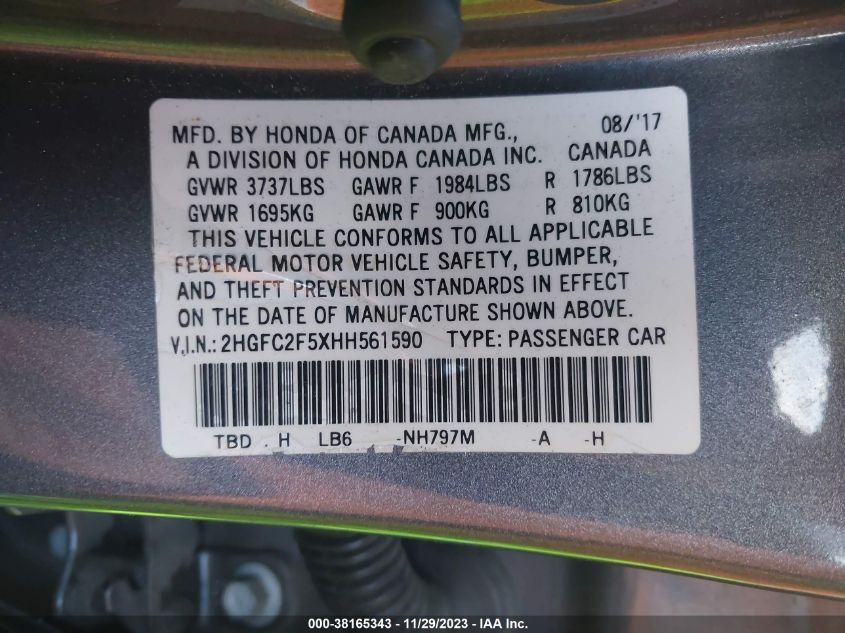 MFD. BY HONDA OF CANADA MFG., 08/'17
A DIVISION OF HONDA CANADA INC. CANADA
GVWR 3737LBS GAWR F 1984LBS R 1786LBS
GVWR 1695KG GAWR F 900KG R 810KG
THIS VEHICLE CONFORMS TO ALL APPLICABLE
FEDERAL MOTOR VEHICLE SAFETY, BUMPER,
AND THEFT PREVENTION STANDARDS IN EFFECT
ON THE DATE OF MANUFACTURE SHOWN ABOVE.
V.I.N.: 2HGFC2F5XHH561590 TYPE: PASSENGER CAR
TBD . H LB6 -NH797M -A -H
000-38165343 - 11/29/2023 - IAA Inc.